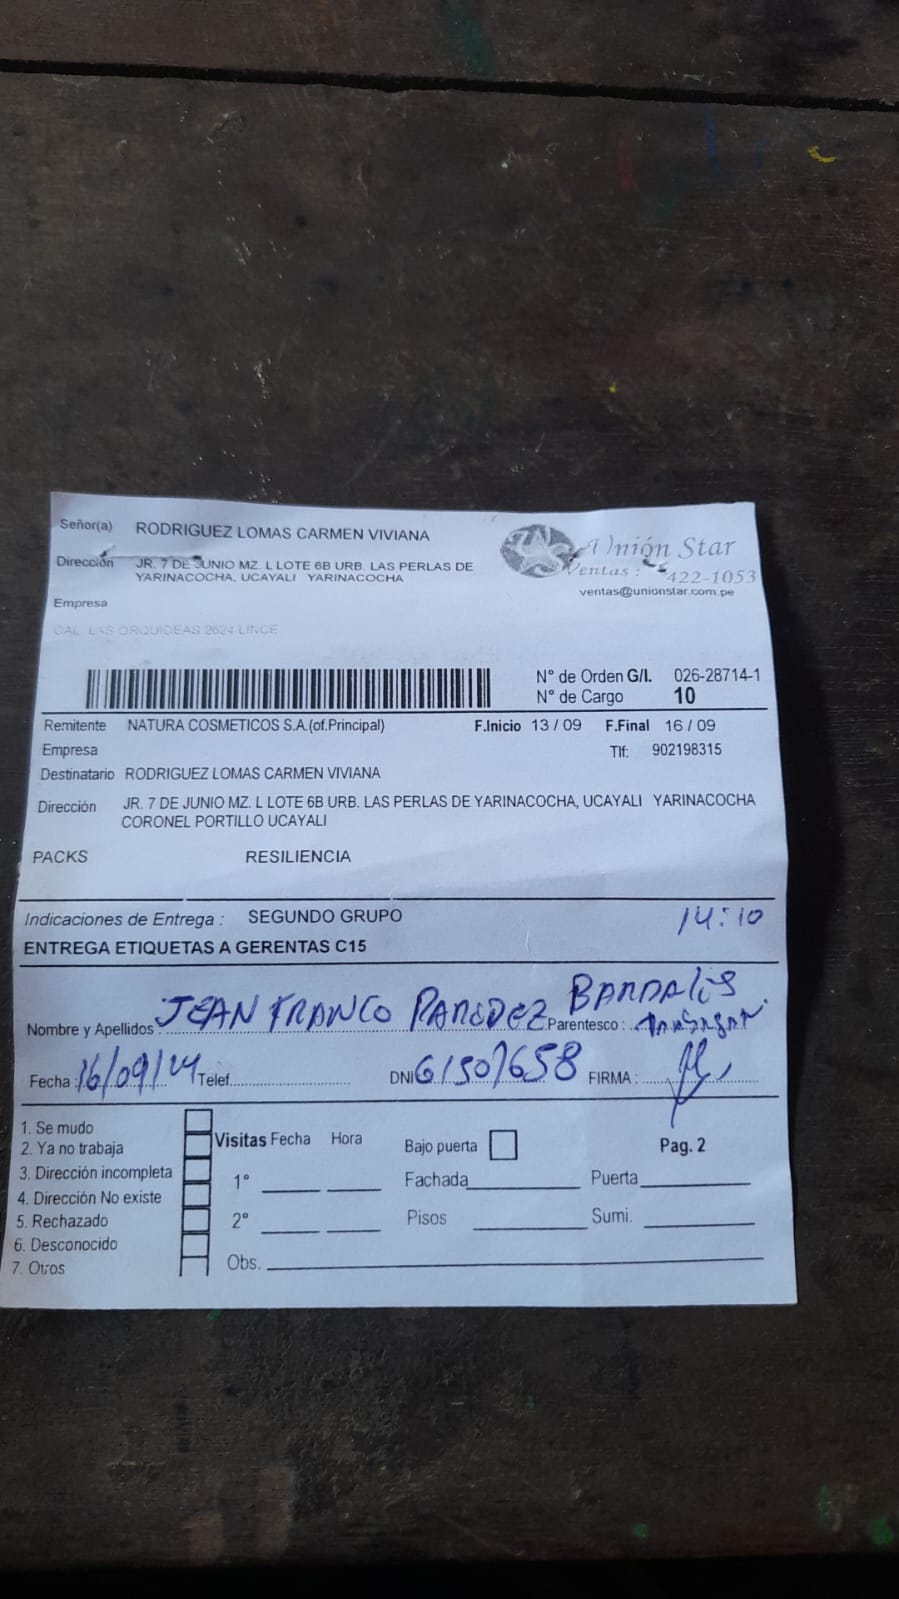 Señor(a) RODRIGUEZ LOMAS CARMEN VIVIANA
Dirección JR. 7 DE JUNIO MZ. L LOTE 6B URB. LAS PERLAS DE
YARINACOCHA, UCAYALI YARINACOCHA
Empresa
CAL. LAS ORQUIDEAS 2624 LINCE
Unión Star
Ventas : 422-1053
ventas@unionstar.com.pe
N° de Orden G/I. 026-28714-1
N° de Cargo 10
Remitente NATURA COSMETICOS S.A.(of.Principal) F.Inicio 13 / 09 F.Final 16 / 09
Empresa Tlf: 902198315
Destinatario RODRIGUEZ LOMAS CARMEN VIVIANA
Dirección JR. 7 DE JUNIO MZ. L LOTE 6B URB. LAS PERLAS DE YARINACOCHA, UCAYALI YARINACOCHA
CORONEL PORTILLO UCAYALI
PACKS RESILIENCIA
Indicaciones de Entrega : SEGUNDO GRUPO 14:10
ENTREGA ETIQUETAS A GERENTAS C15
Nombre y Apellidos : JEAN FRANCO PAREDEZ BARDALES Parentesco :
Fecha : 16/09/24 Telef. DNI 61507658 FIRMA :
1. Se mudo
2. Ya no trabaja
3. Dirección incompleta
4. Dirección No existe
5. Rechazado
6. Desconocido
7. Otros
Visitas Fecha Hora Bajo puerta Pag. 2
1° Fachada Puerta
2° Pisos Sumi.
Obs.